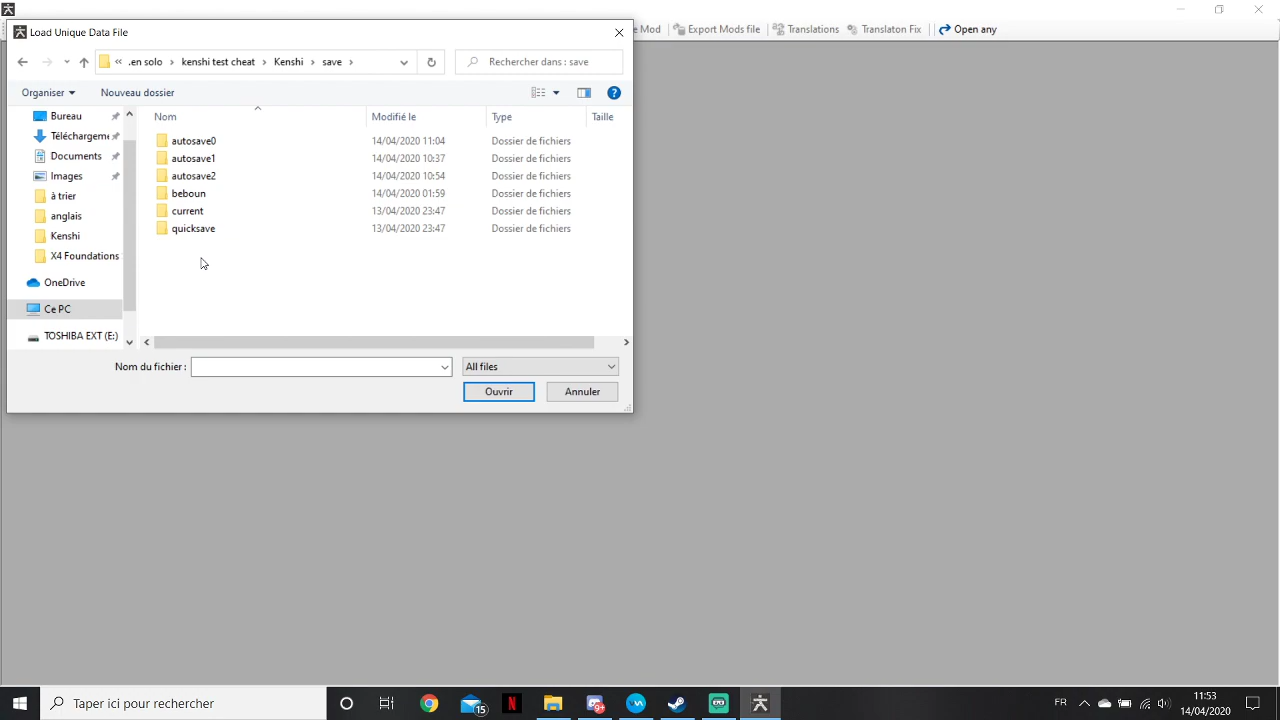 Load Unique Data File
e Mod Export Mods file Translations Translaton Fix Open any
.en solo kenshi test cheat Kenshi save Rechercher dans : save
Organiser Nouveau dossier
Nom Modifié le Type Taille
Bureau
Téléchargeme
Documents
Images
à trier
anglais
Kenshi
X4 Foundations
OneDrive
Ce PC
TOSHIBA EXT (E:)
autosave0 14/04/2020 11:04 Dossier de fichiers
autosave1 14/04/2020 10:37 Dossier de fichiers
autosave2 14/04/2020 10:54 Dossier de fichiers
beboun 14/04/2020 01:59 Dossier de fichiers
current 13/04/2020 23:47 Dossier de fichiers
quicksave 13/04/2020 23:47 Dossier de fichiers
Nom du fichier : All files
Ouvrir Annuler
Taper ici pour rechercher
15
9+
FR
11:53
14/04/2020